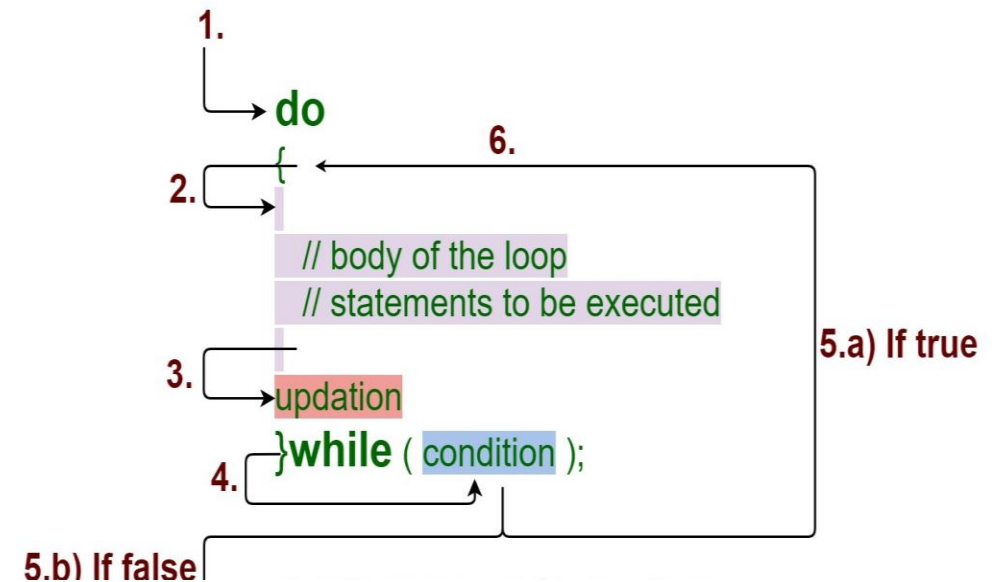 1.
do
6.
{
2.
// body of the loop
// statements to be executed
5.a) If true
3.
updation
}while ( condition );
4.
5.b) If false